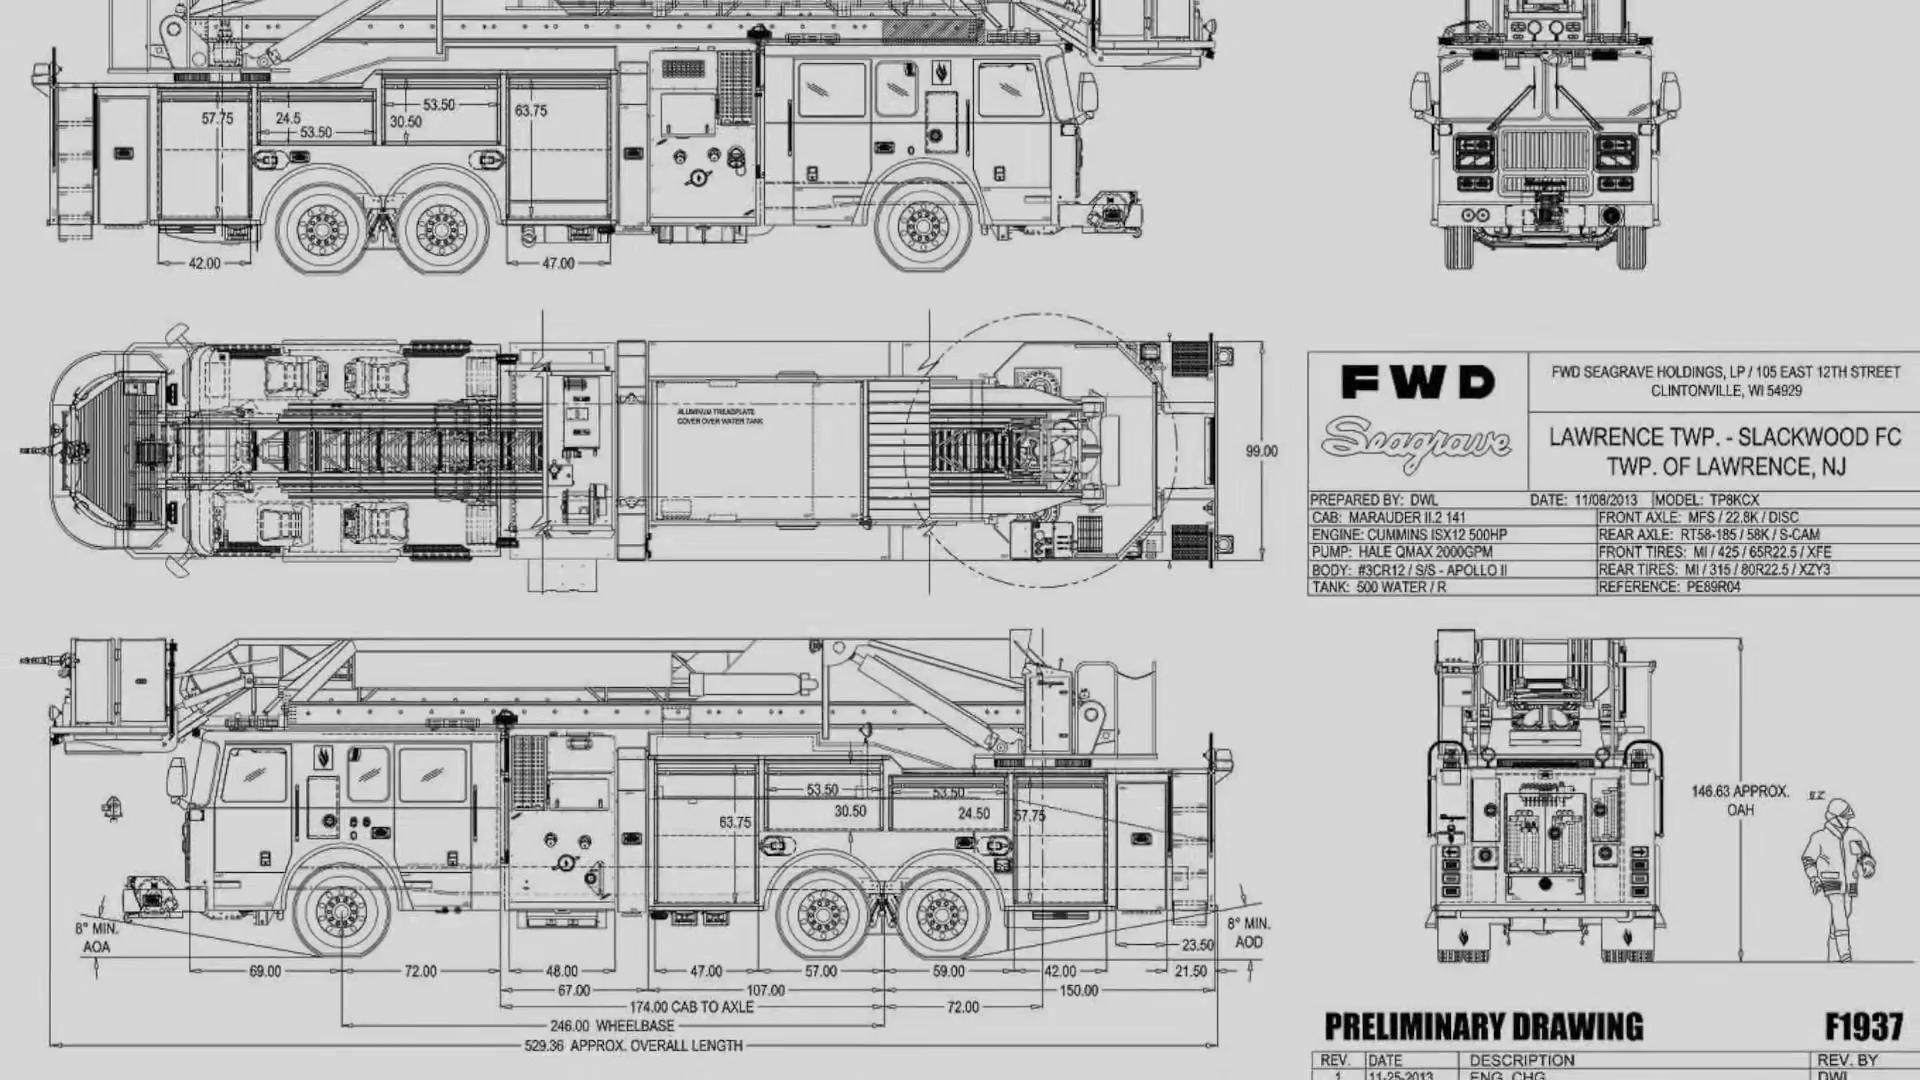 57.75
24.5
53.50
53.50
30.50
63.75
42.00
47.00
ALUMINUM TREADPLATE
COVER OVER WATER TANK
99.00
FWD
Seagrave
FWD SEAGRAVE HOLDINGS, LP / 105 EAST 12TH STREET
CLINTONVILLE, WI 54929
LAWRENCE TWP. - SLACKWOOD FC
TWP. OF LAWRENCE, NJ
PREPARED BY: DWL DATE: 11/08/2013 MODEL: TP8KCX
CAB: MARAUDER II.2 141 FRONT AXLE: MFS / 22.8K / DISC
ENGINE: CUMMINS ISX12 500HP REAR AXLE: RT58-185 / 58K / S-CAM
PUMP: HALE QMAX 2000GPM FRONT TIRES: MI / 425 / 65R22.5 / XFE
BODY: #3CR12 / S/S - APOLLO II REAR TIRES: MI / 315 / 80R22.5 / XZY3
TANK: 500 WATER / R REFERENCE: PE89R04
63.75
53.50
30.50
53.50
24.50
57.75
8° MIN.
AOA
8° MIN.
AOD
23.50
69.00
72.00
48.00
47.00
57.00
59.00
42.00
21.50
67.00
107.00
150.00
174.00 CAB TO AXLE
72.00
246.00 WHEELBASE
529.36 APPROX. OVERALL LENGTH
146.63 APPROX.
OAH
6'2"
PRELIMINARY DRAWING F1937
REV. DATE DESCRIPTION REV. BY
1 11-25-2013 ENG. CHG. DWL